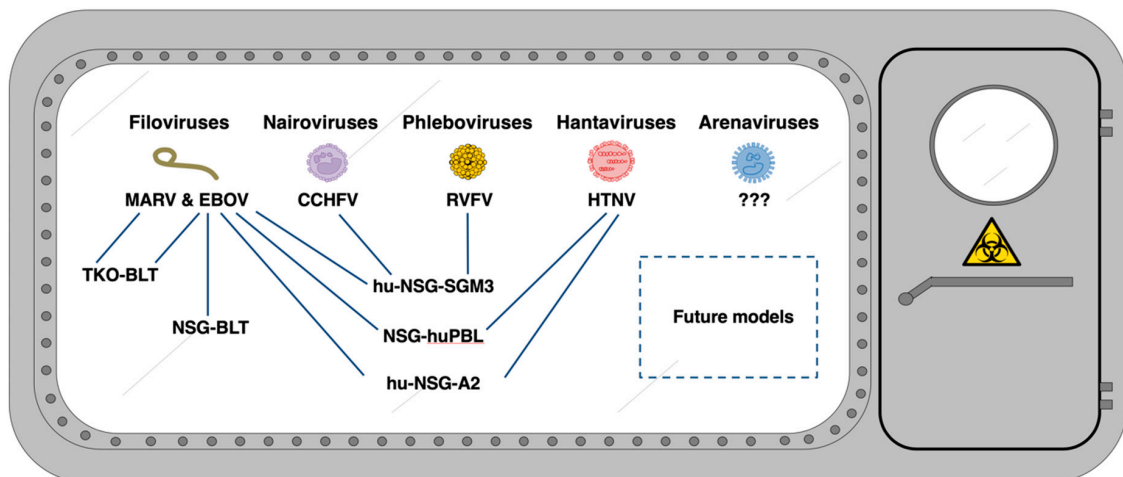 Filoviruses
Nairoviruses
Phleboviruses
Hantaviruses
Arenaviruses
MARV & EBOV
CCHFV
RVFV
HTNV
???
TKO-BLT
hu-NSG-SGM3
NSG-BLT
NSG-huPBL
hu-NSG-A2
Future models